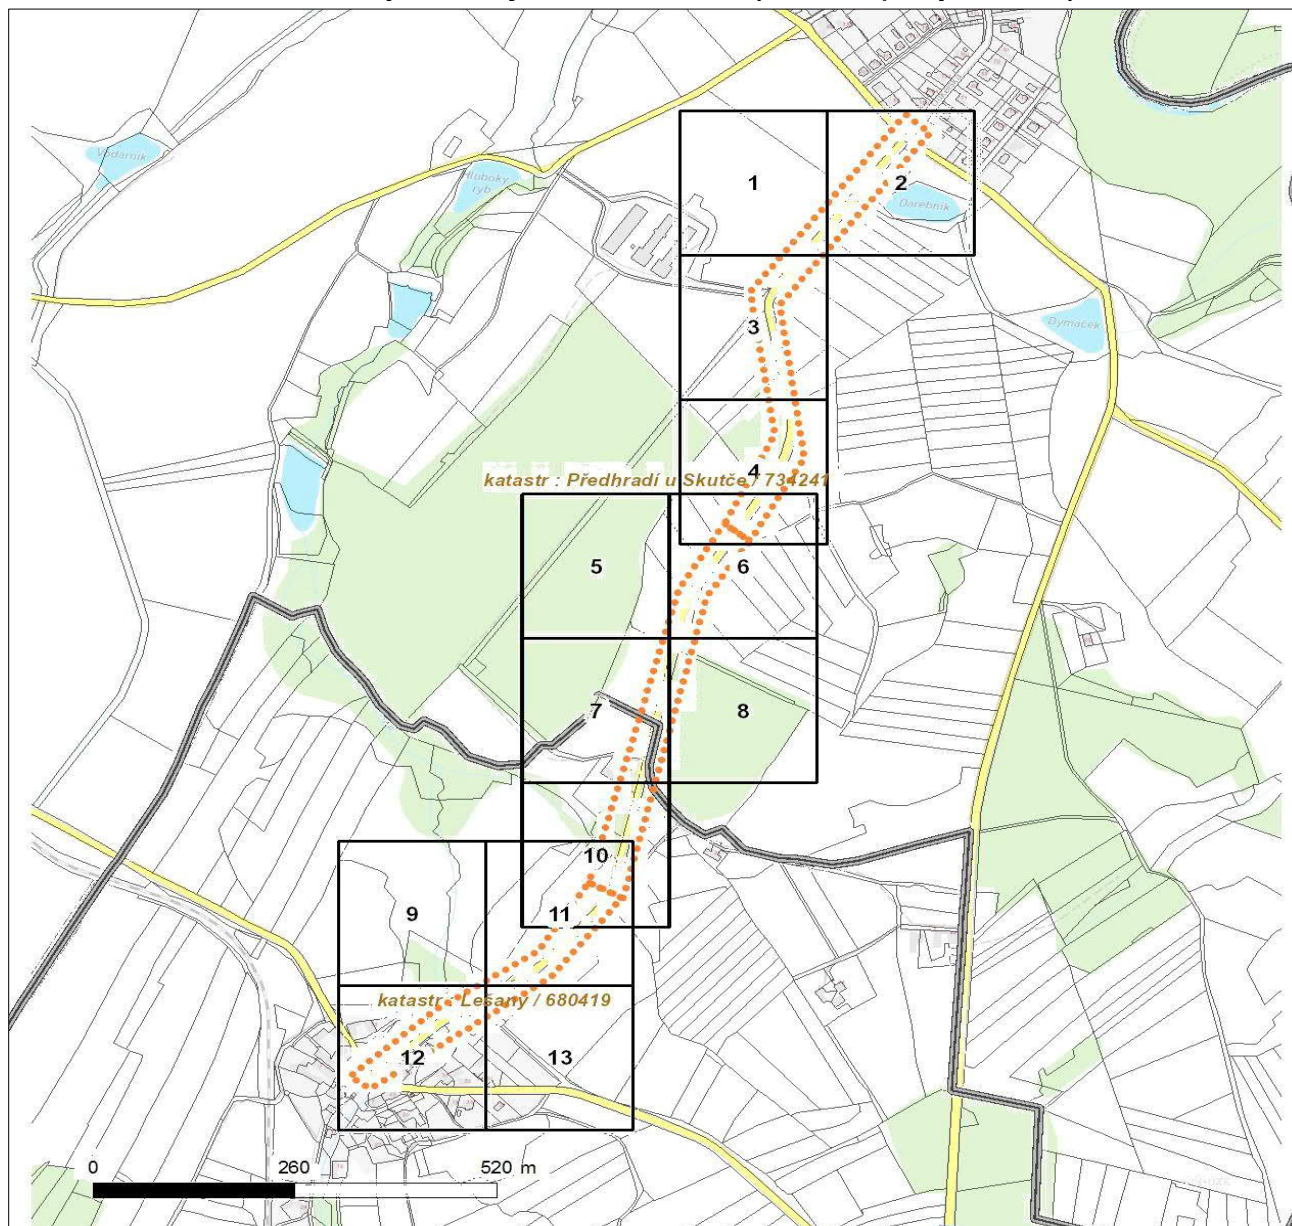 Vodárník
Hluboký
ryb.
1
2
Darebník
Dymáček
3
4
katastr : Předhradí u Skutče / 734241
5
6
7
8
9
10
11
katastr : Lešany / 680419
12
13
0 260 520 m